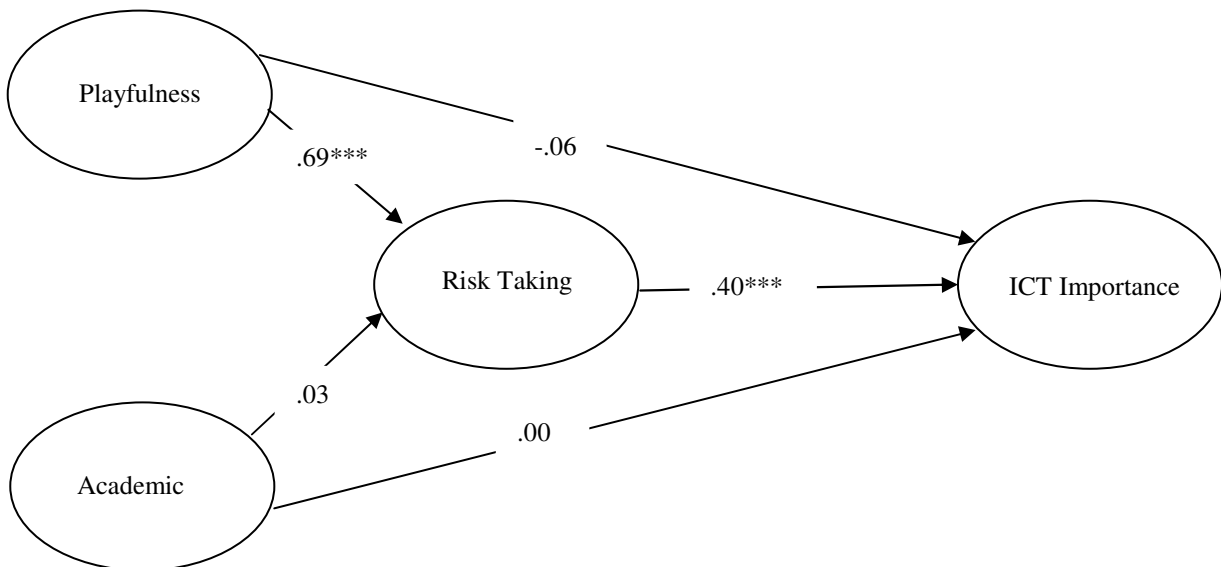 Playfulness
-.06
.69***
Risk Taking
.40***
ICT Importance
.03
.00
Academic